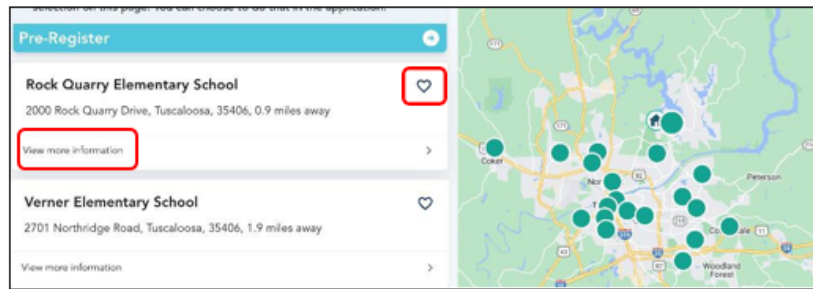 selection on this page. You can choose to do that in the application.
Pre-Register
Rock Quarry Elementary School
2000 Rock Quarry Drive, Tuscaloosa, 35406, 0.9 miles away
View more information
Verner Elementary School
2701 Northridge Road, Tuscaloosa, 35406, 1.9 miles away
View more information
Coker
Nor
Peterson
Woodland
Forest
82